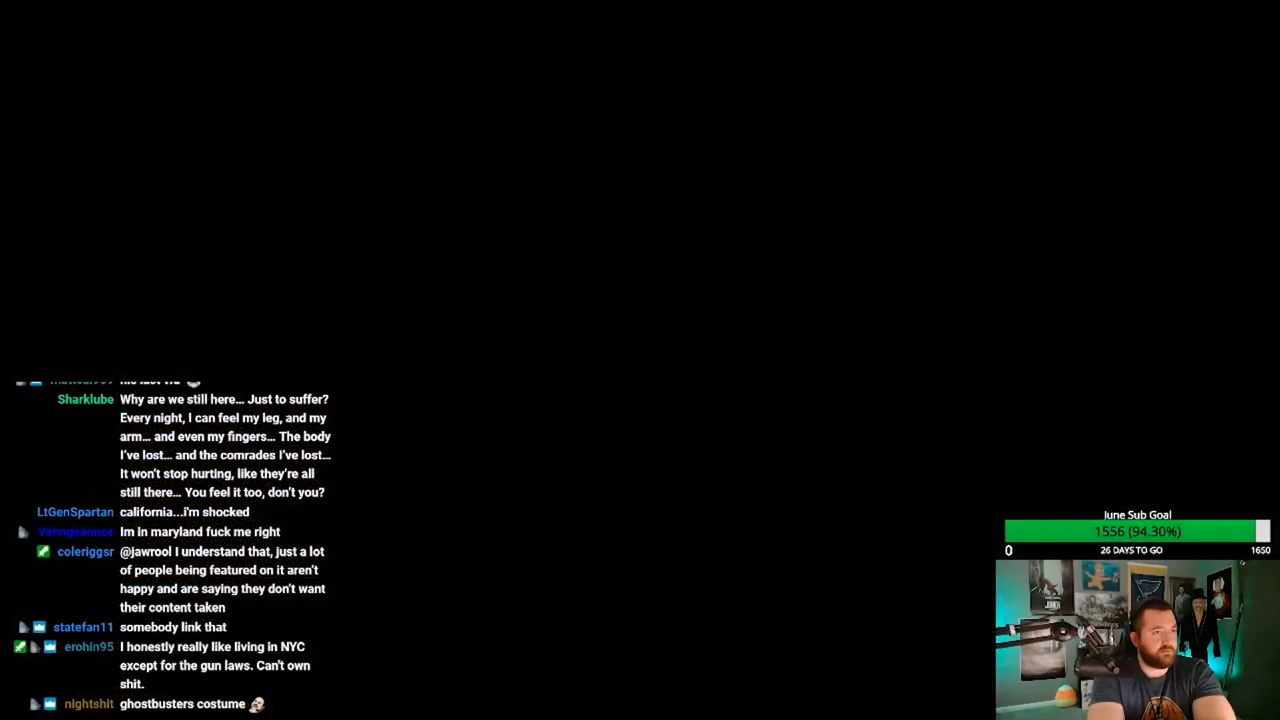 Sharklube Why are we still here... Just to suffer?
Every night, I can feel my leg, and my
arm... and even my fingers... The body
I've lost... and the comrades I've lost...
It won't stop hurting, like they're all
still there... You feel it too, don't you?
LtGenSpartan california...i'm shocked
Venngeannce Im in maryland fuck me right
coleriggsr @jawrool I understand that, just a lot
of people being featured on it aren't
happy and are saying they don't want
their content taken
statefan11 somebody link that
erohin95 I honestly really like living in NYC
except for the gun laws. Can't own
shit.
nightshit ghostbusters costume
June Sub Goal
1556 (94.30%)
0 26 DAYS TO GO 1650
JOKER